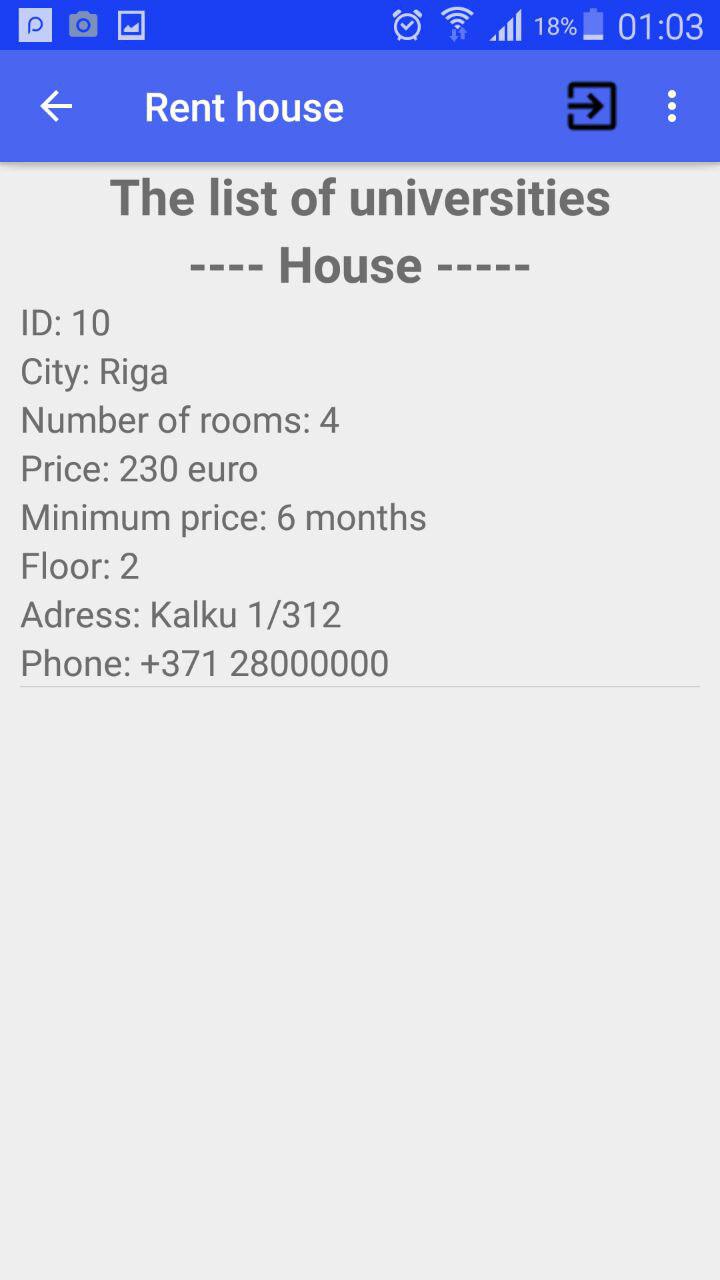 18% 01:03
Rent house
The list of universities
---- House -----
ID: 10
City: Riga
Number of rooms: 4
Price: 230 euro
Minimum price: 6 months
Floor: 2
Adress: Kalku 1/312
Phone: +371 28000000